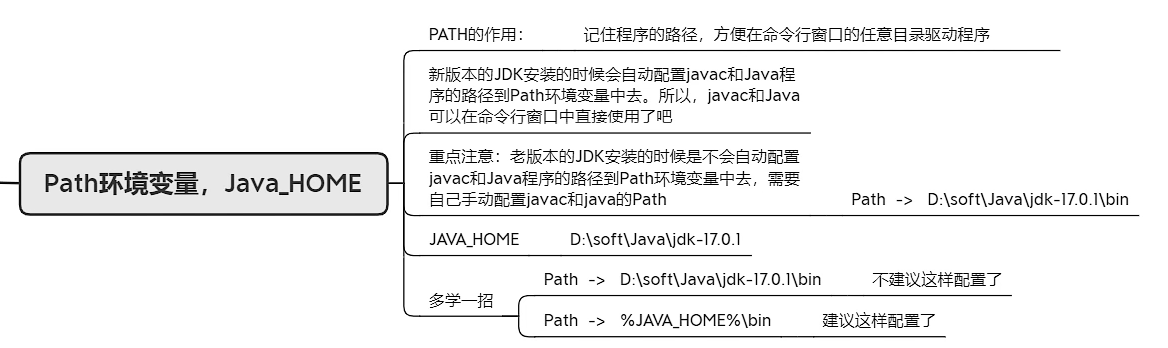 Path环境变量，Java_HOME
PATH的作用： 记住程序的路径，方便在命令行窗口的任意目录驱动程序
新版本的JDK安装的时候会自动配置javac和Java程
序的路径到Path环境变量中去。所以，javac和Java
可以在命令行窗口中直接使用了吧
重点注意：老版本的JDK安装的时候是不会自动配置
javac和Java程序的路径到Path环境变量中去，需要
自己手动配置javac和java的Path
Path -> D:\soft\Java\jdk-17.0.1\bin
JAVA_HOME D:\soft\Java\jdk-17.0.1
多学一招
Path -> D:\soft\Java\jdk-17.0.1\bin 不建议这样配置了
Path -> %JAVA_HOME%\bin 建议这样配置了